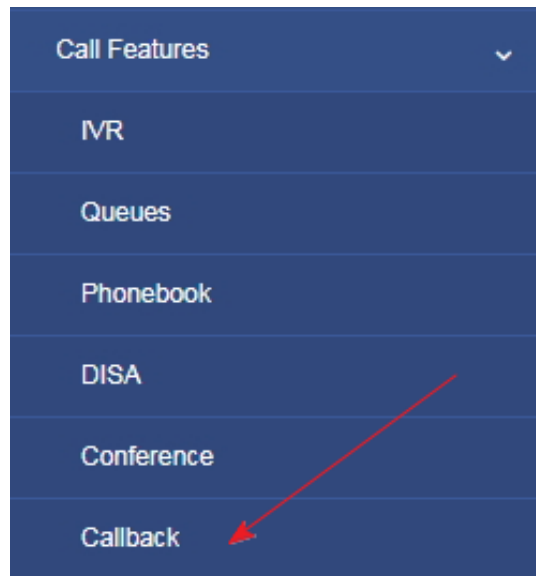 Call Features
IVR
Queues
Phonebook
DISA
Conference
Callback